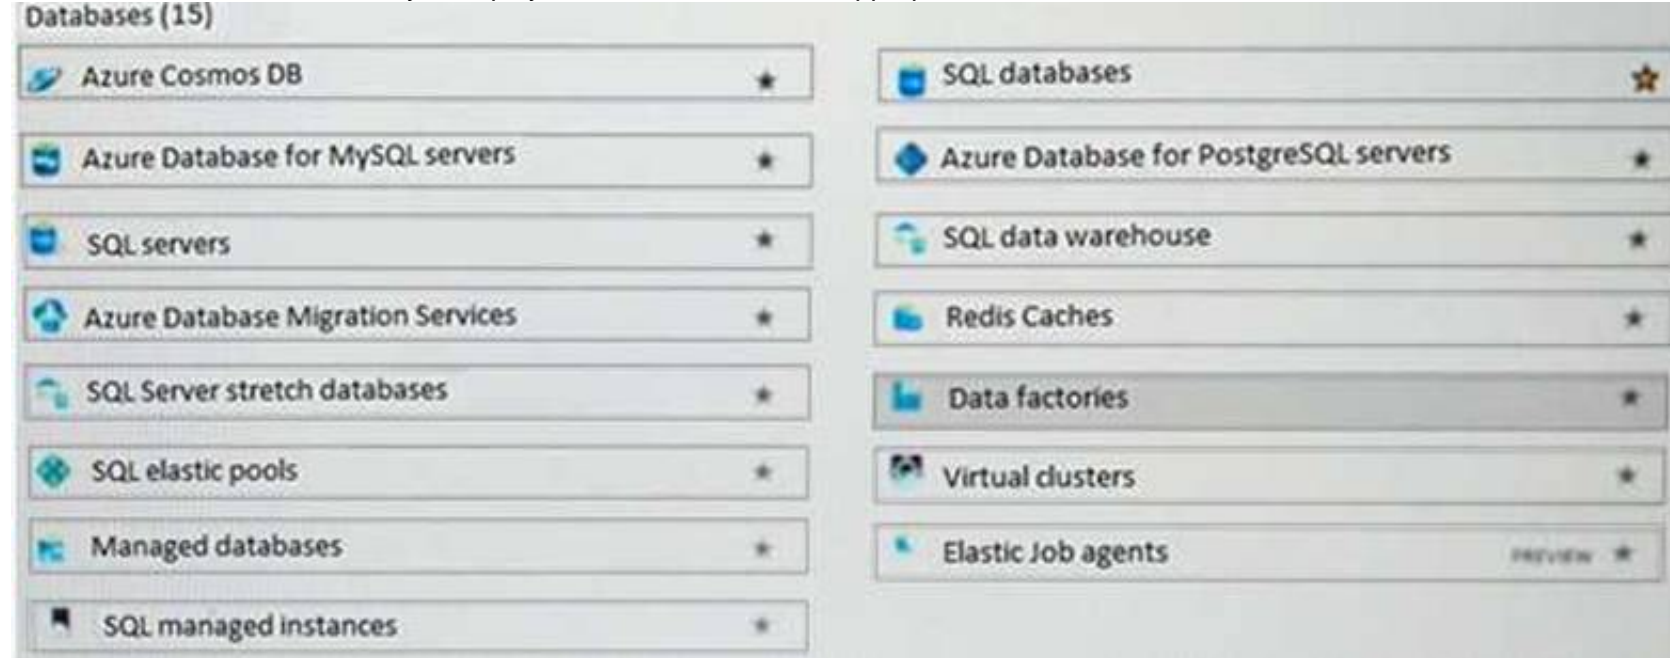 Databases (15)
Azure Cosmos DB
SQL databases
Azure Database for MySQL servers
Azure Database for PostgreSQL servers
SQL servers
SQL data warehouse
Azure Database Migration Services
Redis Caches
SQL Server stretch databases
Data factories
SQL elastic pools
Virtual clusters
Managed databases
Elastic Job agents PREVIEW
SQL managed instances